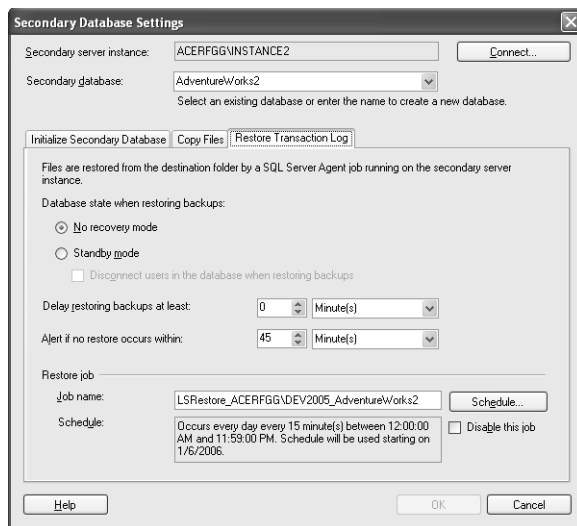 Secondary Database Settings
Secondary server instance: ACERFGG\INSTANCE2 Connect...
Secondary database: AdventureWorks2
Select an existing database or enter the name to create a new database.
Initialize Secondary Database Copy Files Restore Transaction Log
Files are restored from the destination folder by a SQL Server Agent job running on the secondary server
instance.
Database state when restoring backups:
No recovery mode
Standby mode
Disconnect users in the database when restoring backups
Delay restoring backups at least: 0 Minute(s)
Alert if no restore occurs within: 45 Minute(s)
Restore job
Job name: LSRestore_ACERFGG\DEV2005_AdventureWorks2 Schedule...
Schedule: Occurs every day every 15 minute(s) between 12:00:00 Disable this job
AM and 11:59:00 PM. Schedule will be used starting on
1/6/2006.
Help OK Cancel